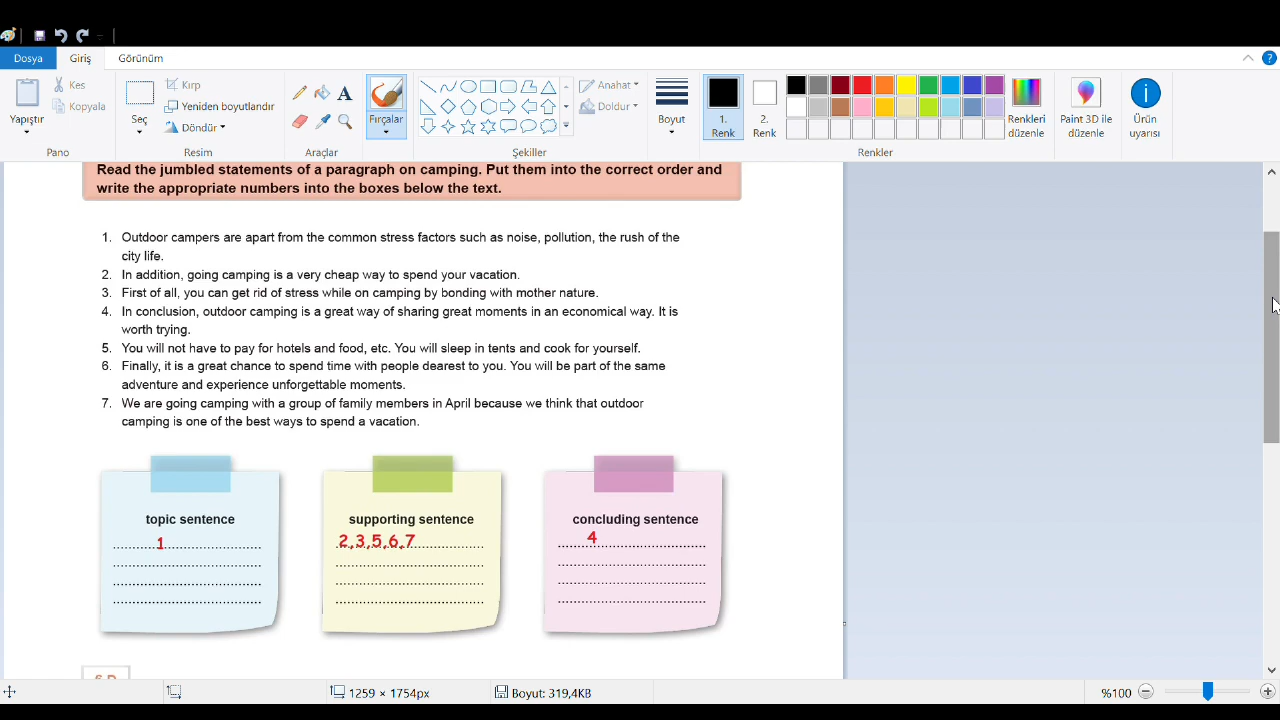 Dosya Giriş Görünüm
Yapıştır
Kes
Kopyala
Pano
Seç
Kırp
Yeniden boyutlandır
Döndür
Resim
A
Araçlar
Fırçalar
Şekiller
Anahat
Doldur
Boyut
1.
Renk
2.
Renk
Renkleri
düzenle
Renkler
Paint 3D ile
düzenle
Ürün
uyarısı
Read the jumbled statements of a paragraph on camping. Put them into the correct order and
write the appropriate numbers into the boxes below the text.
1. Outdoor campers are apart from the common stress factors such as noise, pollution, the rush of the
city life.
2. In addition, going camping is a very cheap way to spend your vacation.
3. First of all, you can get rid of stress while on camping by bonding with mother nature.
4. In conclusion, outdoor camping is a great way of sharing great moments in an economical way. It is
worth trying.
5. You will not have to pay for hotels and food, etc. You will sleep in tents and cook for yourself.
6. Finally, it is a great chance to spend time with people dearest to you. You will be part of the same
adventure and experience unforgettable moments.
7. We are going camping with a group of family members in April because we think that outdoor
camping is one of the best ways to spend a vacation.
topic sentence
1
supporting sentence
2,3,5,6,7
concluding sentence
4
1259 × 1754px
Boyut: 319,4KB
%100